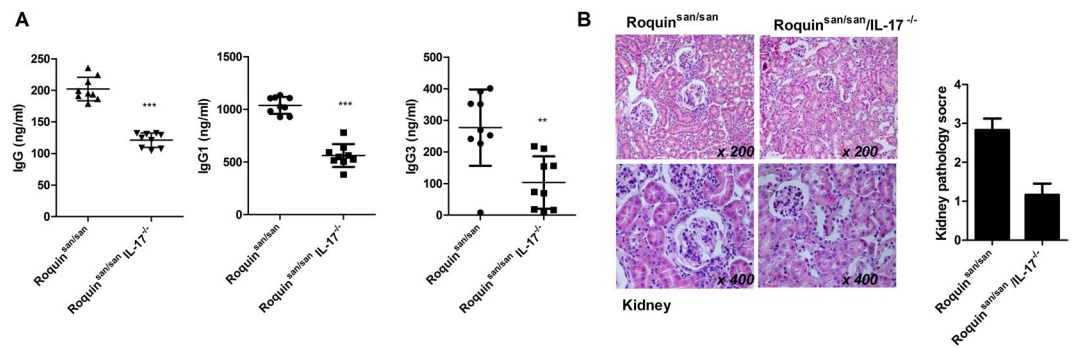 A
B
Roquin san/san
Roquin san/san/IL-17 -/-
IgG (ng/ml)
250
200
150
100
50
0
***
Roquin san/san
Roquin san/san IL-17 -/-
IgG1 (ng/ml)
1500
1000
500
0
***
Roquin san/san
Roquin san/san IL-17 -/-
IgG3 (ng/ml)
500
400
300
200
100
0
**
Roquin san/san
Roquin san/san IL-17 -/-
x 200
x 200
x 400
x 400
Kidney
Kidney pathology socre
4
3
2
1
0
Roquin san/san
Roquin san/san/IL-17 -/-